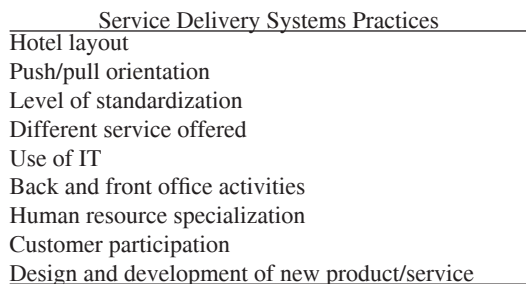 Service Delivery Systems Practices
Hotel layout
Push/pull orientation
Level of standardization
Different service offered
Use of IT
Back and front office activities
Human resource specialization
Customer participation
Design and development of new product/service